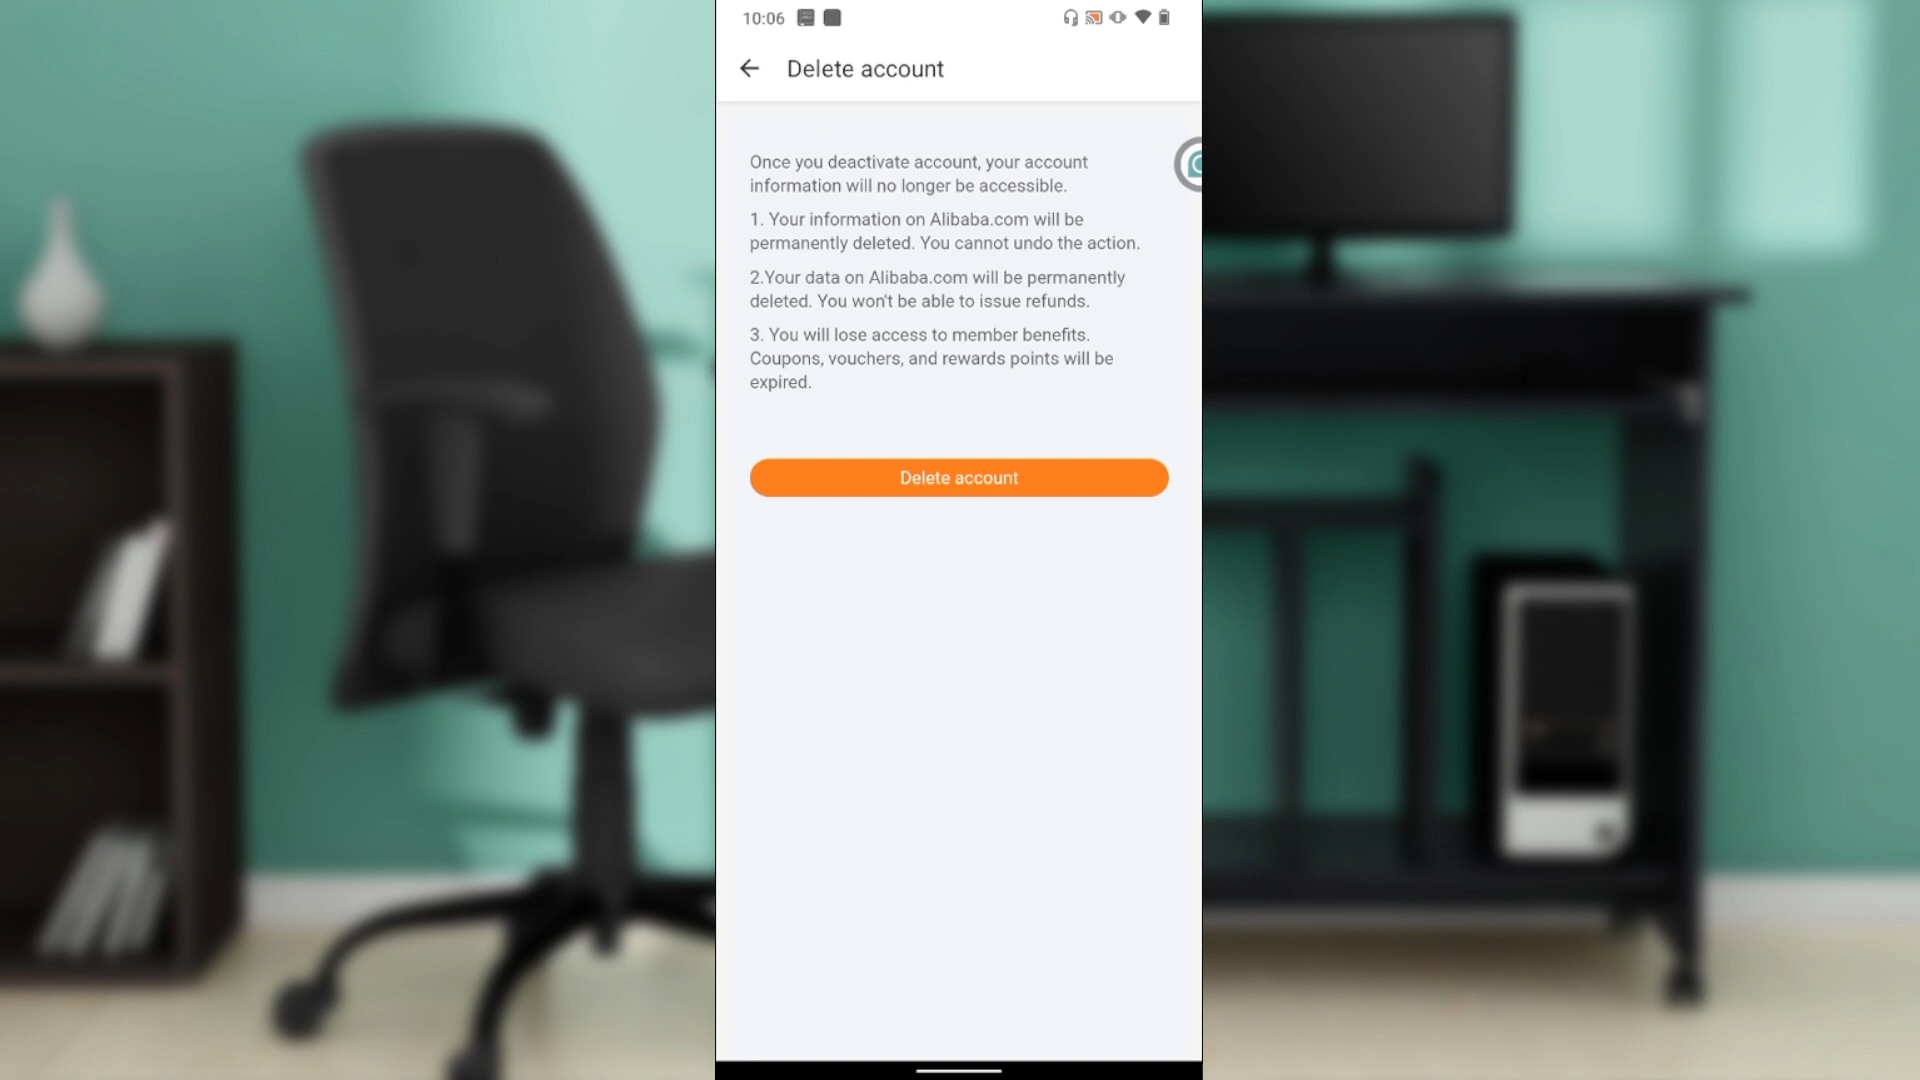 10:06
Delete account
Once you deactivate account, your account
information will no longer be accessible.
1. Your information on Alibaba.com will be
permanently deleted. You cannot undo the action.
2.Your data on Alibaba.com will be permanently
deleted. You won't be able to issue refunds.
3. You will lose access to member benefits.
Coupons, vouchers, and rewards points will be
expired.
Delete account